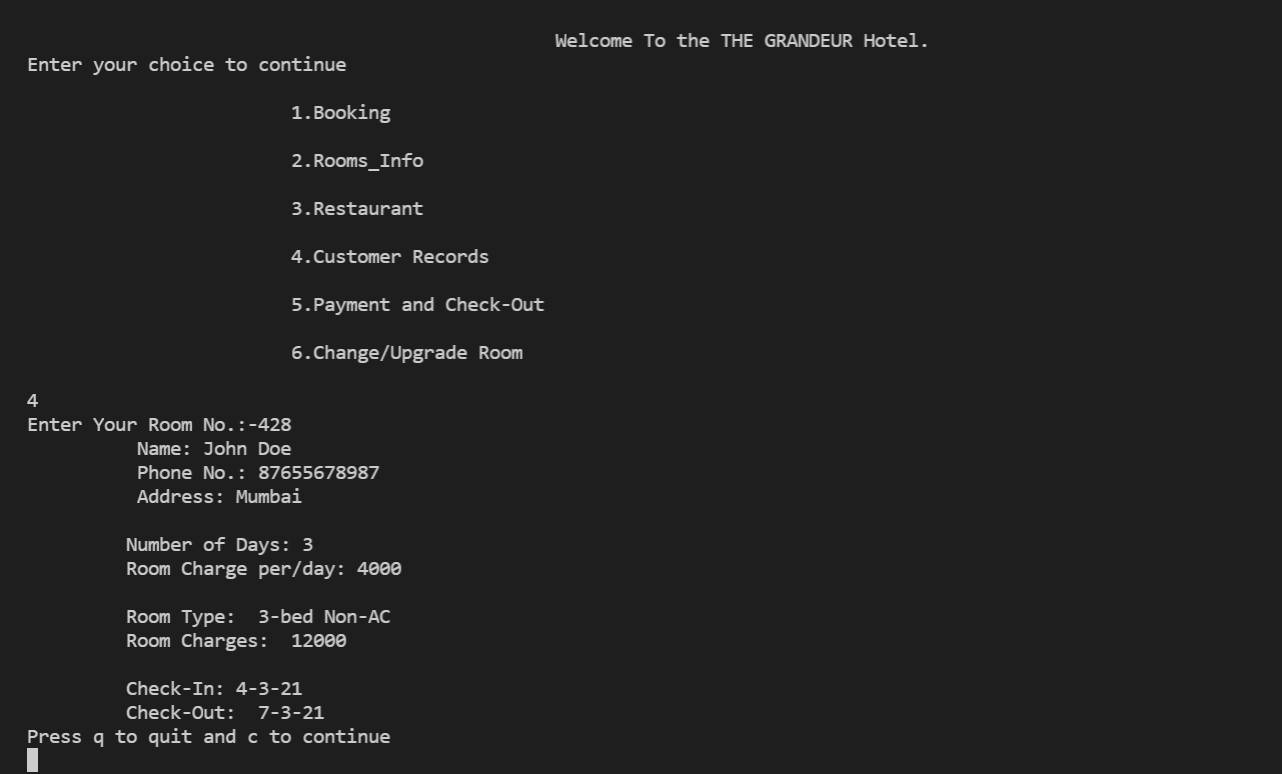 Welcome To the THE GRANDEUR Hotel.
Enter your choice to continue
1.Booking
2.Rooms_Info
3.Restaurant
4.Customer Records
5.Payment and Check-Out
6.Change/Upgrade Room
4
Enter Your Room No.:-428
Name: John Doe
Phone No.: 87655678987
Address: Mumbai
Number of Days: 3
Room Charge per/day: 4000
Room Type:  3-bed Non-AC
Room Charges:  12000
Check-In: 4-3-21
Check-Out:  7-3-21
Press q to quit and c to continue